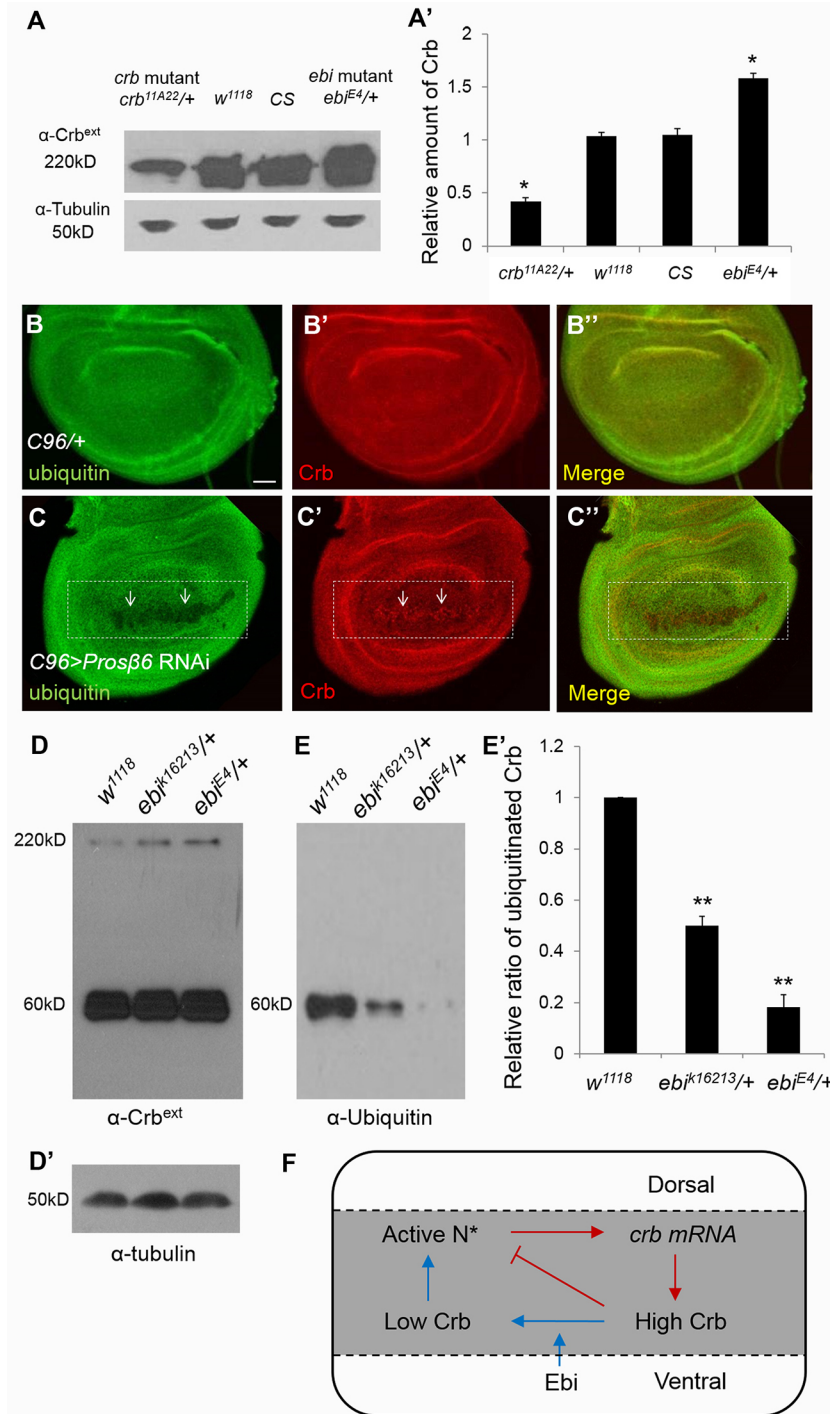 A
crb mutant
crb11A22/+
w1118
CS
ebi mutant
ebiE4/+
α-Crbext
220kD
α-Tubulin
50kD
A’
Relative amount of Crb
2
1.5
1
0.5
0
*
*
crb11A22/+
w1118
CS
ebiE4/+
B
C96/+
ubiquitin
B’
Crb
B’’
Merge
C
C96>Prosβ6 RNAi
ubiquitin
C’
Crb
C’’
Merge
D
w1118
ebik16213/+
ebiE4/+
220kD
60kD
α-Crbext
E
w1118
ebik16213/+
ebiE4/+
60kD
α-Ubiquitin
E’
Relative ratio of ubiquitinated Crb
1.2
1
0.8
0.6
0.4
0.2
0
**
**
w1118
ebik16213/+
ebiE4/+
D’
50kD
α-tubulin
F
Dorsal
Active N*
crb mRNA
Low Crb
High Crb
Ebi
Ventral